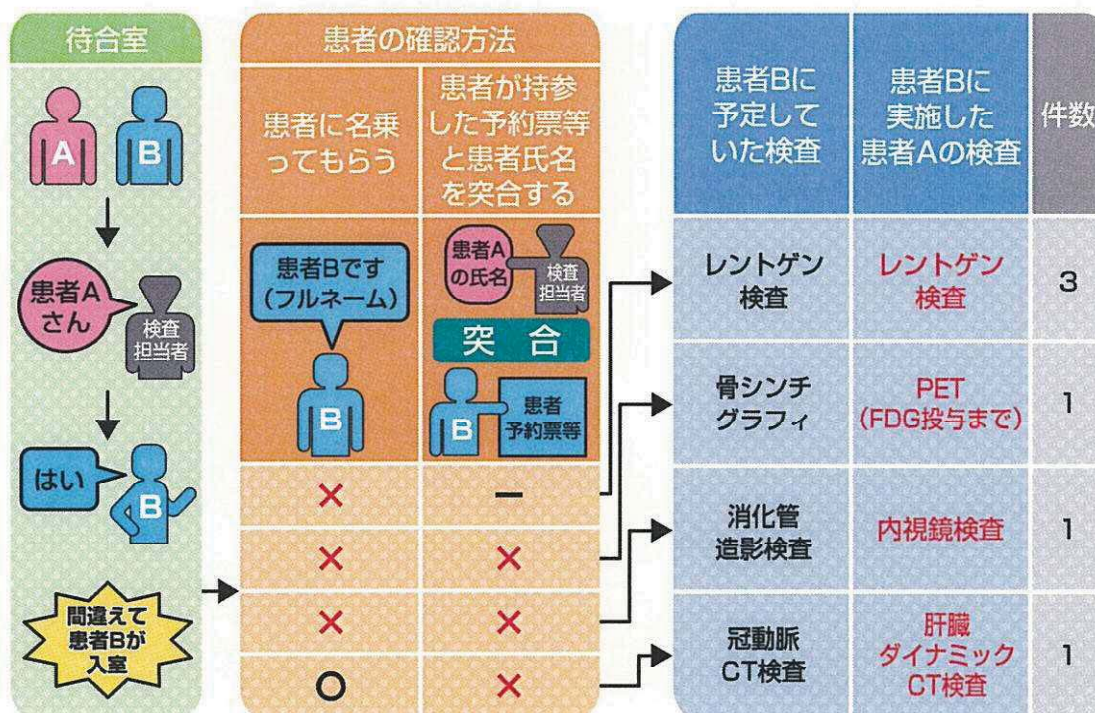 待合室
A
B
患者A
さん
検査
担当者
はい
B
間違えて
患者Bが
入室
患者の確認方法
患者に名乗
ってもらう
患者が持参
した予約票等
と患者氏名
を突合する
患者Bです
(フルネーム)
B
患者A
の氏名
検査
担当者
突合
B
患者
予約票等
× −
× ×
× ×
○ ×
患者Bに
予定して
いた検査
患者Bに
実施した
患者Aの検査
件数
レントゲン
検査
レントゲン
検査
3
骨シンチ
グラフィ
PET
(FDG投与まで)
1
消化管
造影検査
内視鏡検査
1
冠動脈
CT検査
肝臓
ダイナミック
CT検査
1